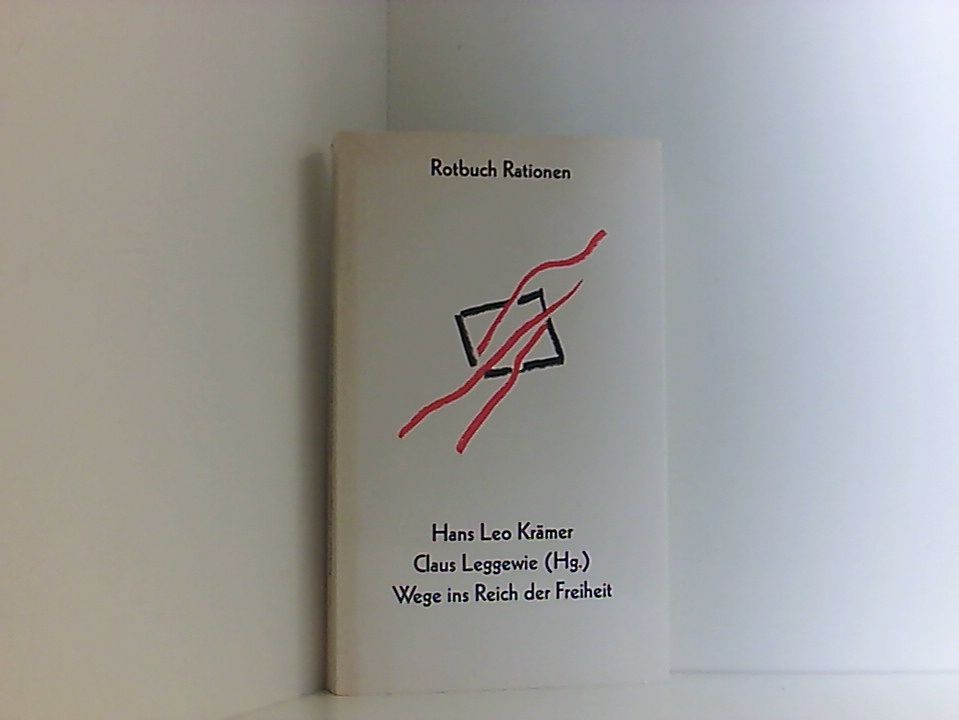 Rotbuch Rationen
Hans Leo Krämer
Claus Leggewie (Hg.)
Wege ins Reich der Freiheit